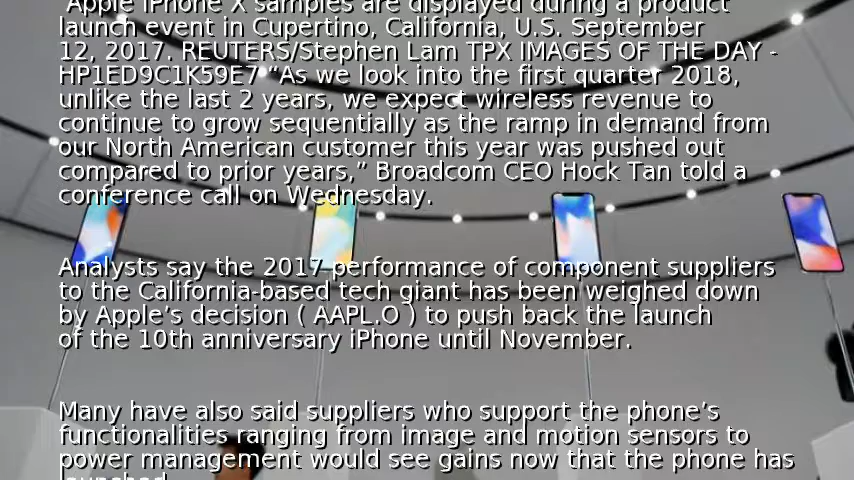 Apple iPhone X samples are displayed during a product
launch event in Cupertino, California, U.S. September
12, 2017. REUTERS/Stephen Lam TPX IMAGES OF THE DAY -
HP1ED9C1K59E7 “As we look into the first quarter 2018,
unlike the last 2 years, we expect wireless revenue to
continue to grow sequentially as the ramp in demand from
our North American customer this year was pushed out
compared to prior years,” Broadcom CEO Hock Tan told a
conference call on Wednesday.
Analysts say the 2017 performance of component suppliers
to the California-based tech giant has been weighed down
by Apple’s decision ( AAPL.O ) to push back the launch
of the 10th anniversary iPhone until November.
Many have also said suppliers who support the phone’s
functionalities ranging from image and motion sensors to
power management would see gains now that the phone has
launched